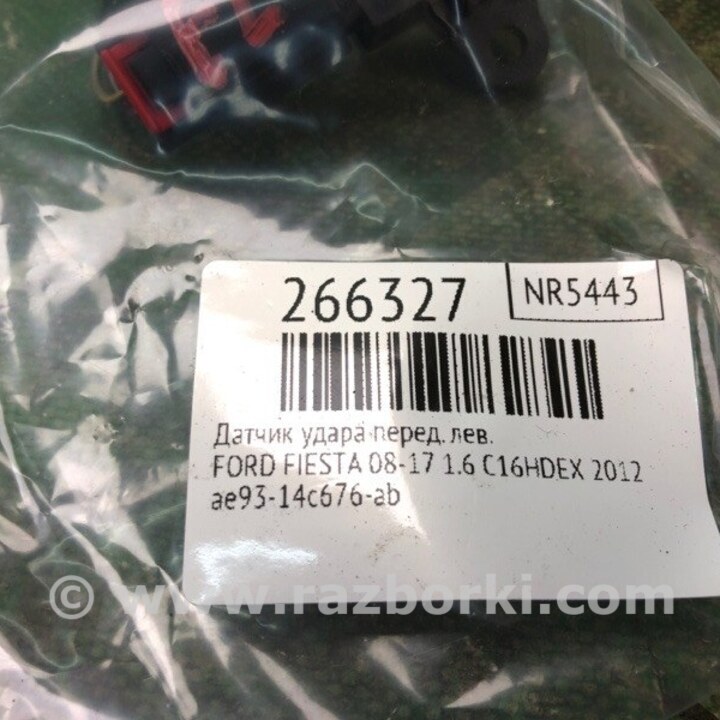 266327
NR5443
Датчик удара перед. лев.
FORD FIESTA 08-17 1.6 C16HDEX 2012
ae93-14c676-ab
© www.razborki.com